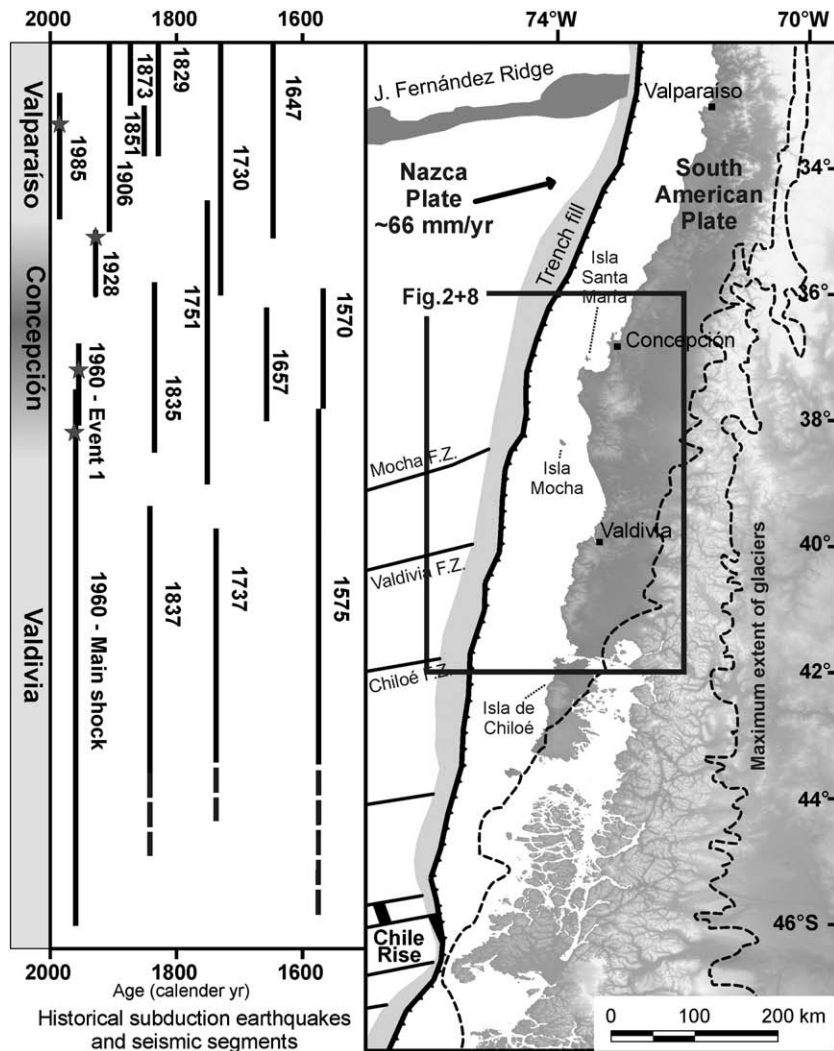 2000
1800
1600
74°W
70°W
Valparaíso
Concepción
Valdivia
1985
1906
1873
1851
1829
1730
1647
1928
1751
1835
1657
1570
1960 - Event 1
1960 - Main shock
1837
1737
1575
2000
1800
1600
Age (calender yr)
Historical subduction earthquakes
and seismic segments
J. Fernández Ridge
Valparaíso
Nazca
Plate
~66 mm/yr
South
American
Plate
Trench fill
34°
Isla
Santa
María
Fig.2+8
36°
Concepción
38°
Mocha F.Z.
Isla
Mocha
Valdivia
40°
Valdivia F.Z.
Maximum extent of glaciers
42°
Chiloé F.Z.
Isla de
Chiloé
44°
46°S
Chile
Rise
0
100
200 km